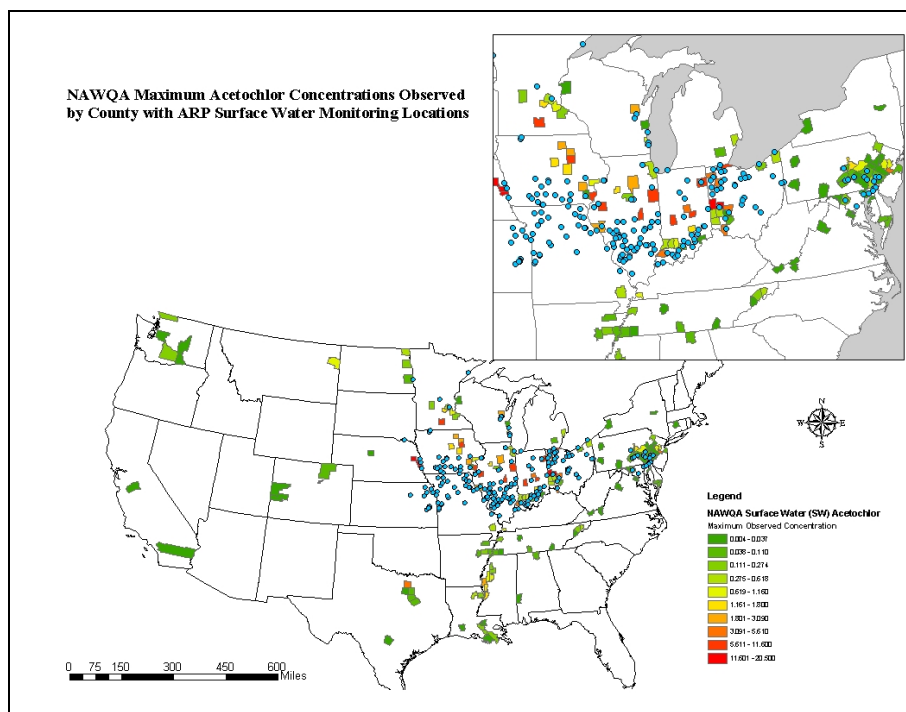 NAWQA Maximum Acetochlor Concentrations Observed
by County with ARP Surface Water Monitoring Locations
N
W E
S
Legend
NAWQA Surface Water (SW) Acetochlor
Maximum Observed Concentration
0.004 - 0.037
0.038 - 0.110
0.111 - 0.274
0.275 - 0.618
0.619 - 1.160
1.161 - 1.800
1.801 - 3.090
3.091 - 5.610
5.611 - 11.600
11.601 - 20.500
0 75 150 300 450 600
Miles